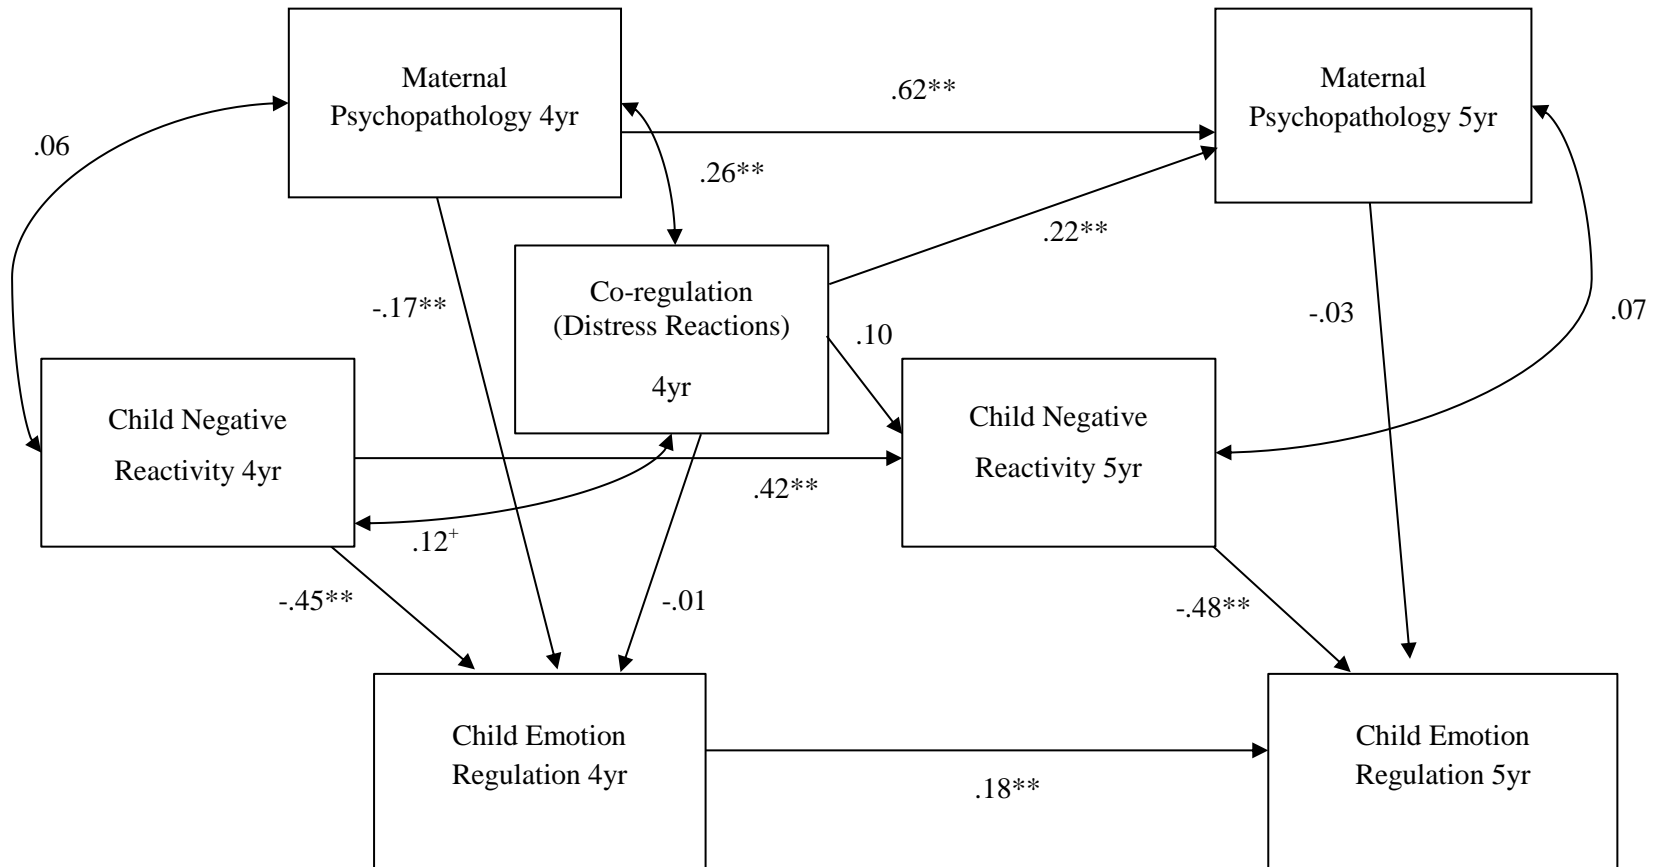 Maternal
Psychopathology 4yr
Maternal
Psychopathology 5yr
.62**
.06
.26**
.22**
Co-regulation
(Distress Reactions)
4yr
-.17**
-.03
.07
.10
Child Negative
Reactivity 4yr
Child Negative
Reactivity 5yr
.42**
.12+
-.45**
-.01
-.48**
Child Emotion
Regulation 4yr
Child Emotion
Regulation 5yr
.18**